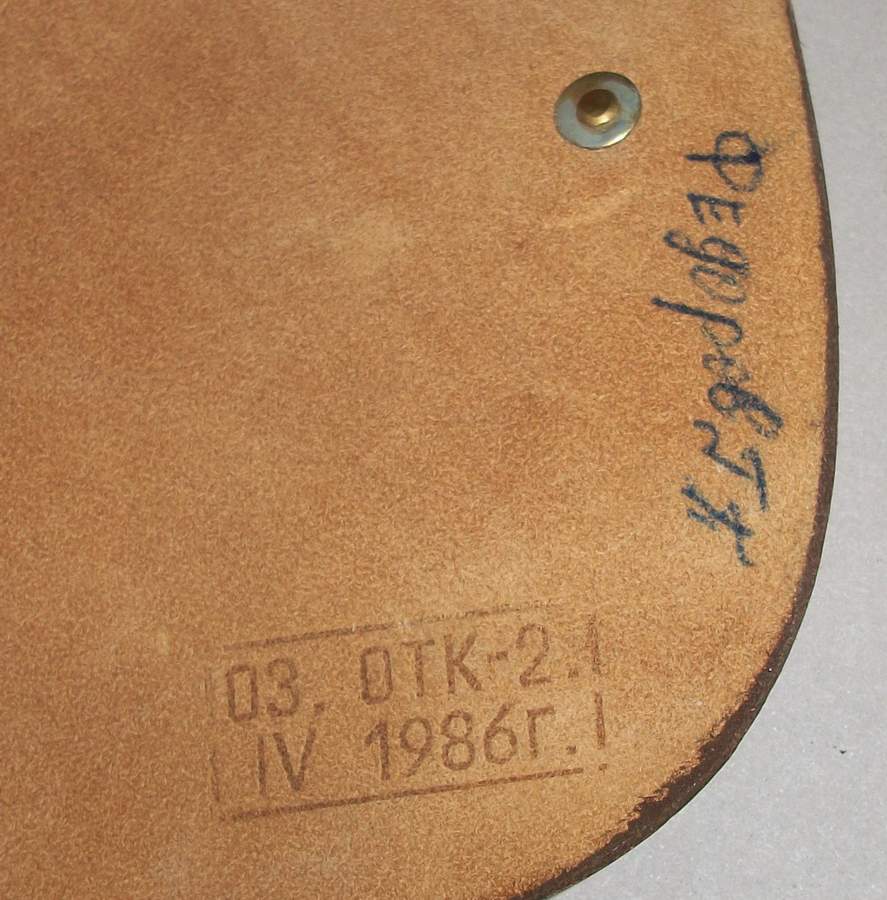 Федоров Т Н
03. ОТК-2.
IV 1986г.